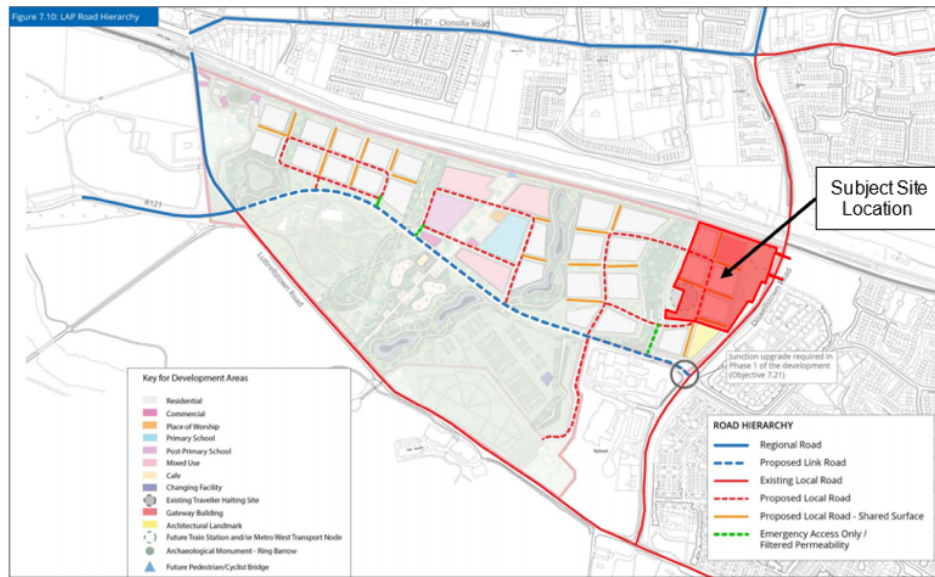 Figure 7.10: LAP Road Hierarchy
R121 - Clonsilla Road
Subject Site
Location
R121
Luttrellstown Road
Road
Junction upgrade required in
Phase 1 of the development
(Objective 7.21)
School
Key for Development Areas
Residential
Commercial
Place of Worship
Primary School
Post-Primary School
Mixed Use
Cafe
Changing Facility
Existing Traveller Halting Site
Gateway Building
Architectural Landmark
Future Train Station and/or Metro West Transport Node
Archaeological Monument - Ring Barrow
Future Pedestrian/Cyclist Bridge
ROAD HIERARCHY
Regional Road
Proposed Link Road
Existing Local Road
Proposed Local Road
Proposed Local Road - Shared Surface
Emergency Access Only /
Filtered Permeability